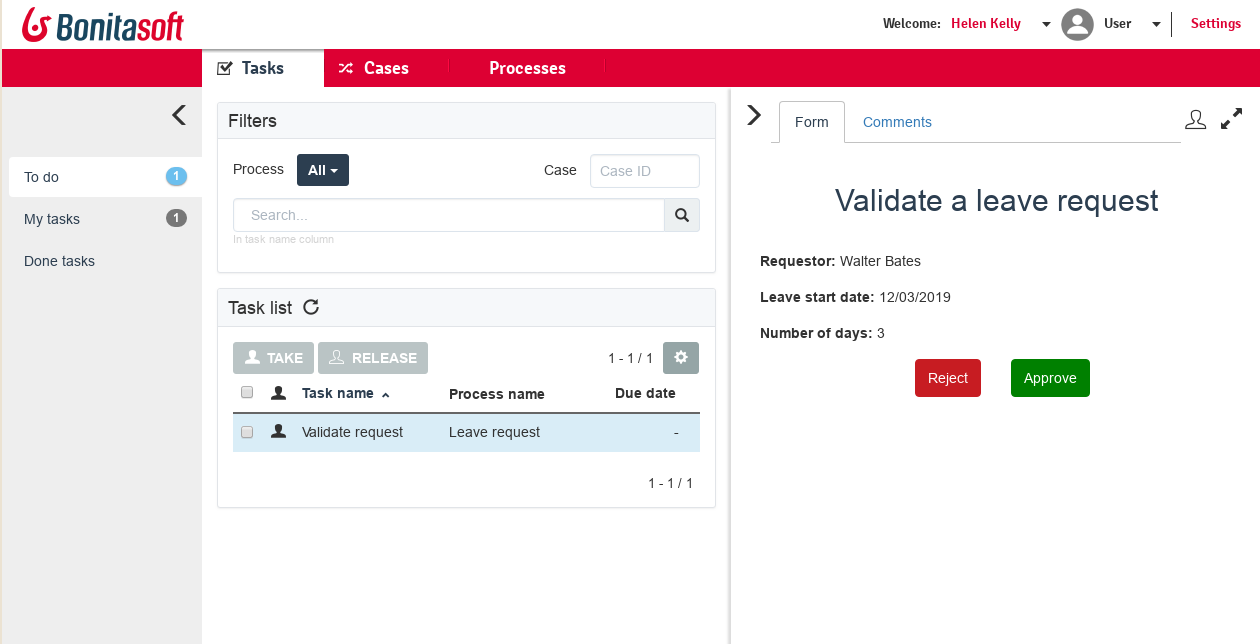 Bonitasoft
Welcome: Helen Kelly User Settings
Tasks Cases Processes
To do 1
My tasks 1
Done tasks
Filters
Process All Case Case ID
Search...
In task name column
Task list
TAKE RELEASE 1 - 1 / 1
Task name Process name Due date
Validate request Leave request -
1 - 1 / 1
Form Comments
Validate a leave request
Requestor: Walter Bates
Leave start date: 12/03/2019
Number of days: 3
Reject Approve